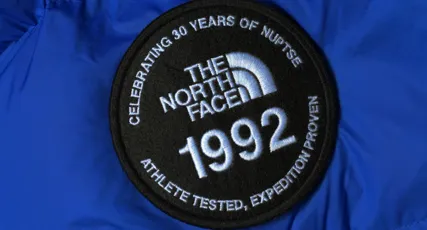 CELEBRATING 30 YEARS OF NUPTSE
THE
NORTH
FACE
1992
ATHLETE TESTED, EXPEDITION PROVEN